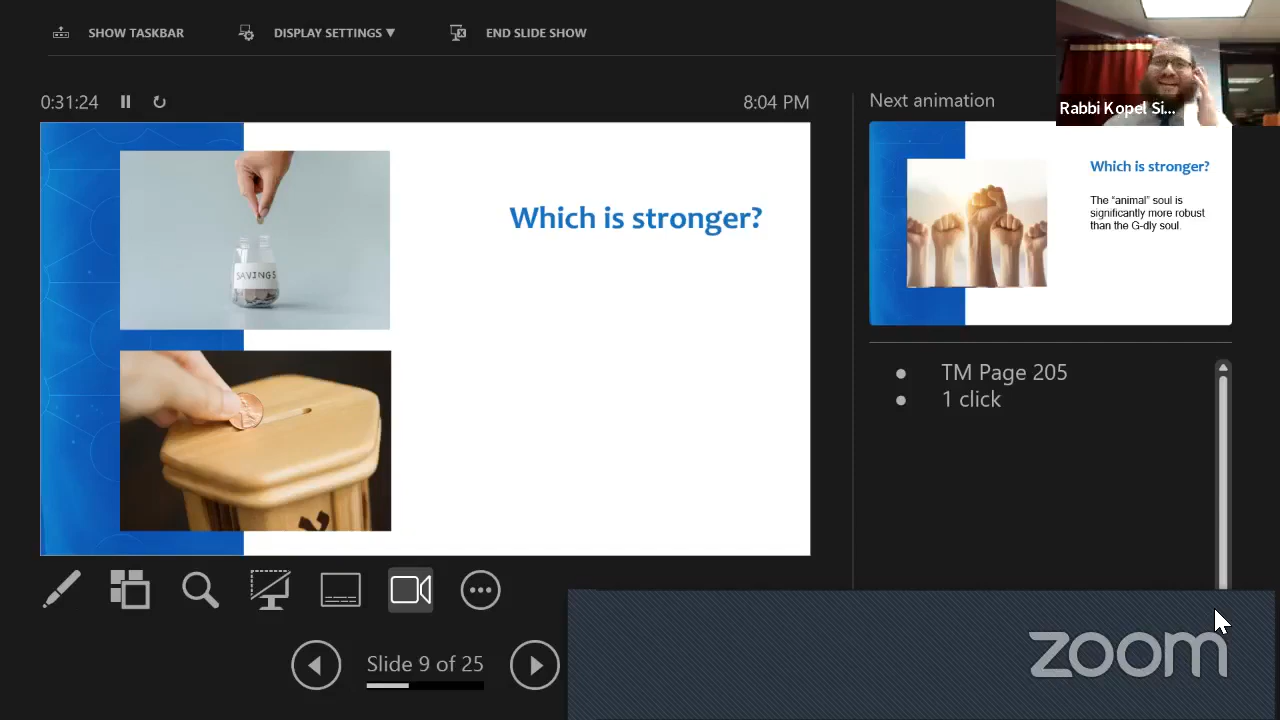 SHOW TASKBAR
DISPLAY SETTINGS ▼
END SLIDE SHOW
0:31:24
8:04 PM
SAVINGS
Which is stronger?
Next animation
Rabbi Kopel Si...
Which is stronger?
The “animal” soul is
significantly more robust
than the G-dly soul.
● TM Page 205
● 1 click
Slide 9 of 25
zoom